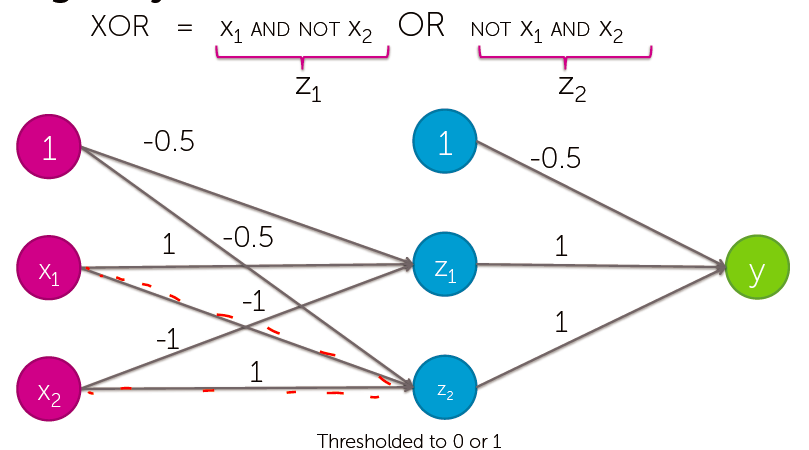 XOR = x1 AND NOT x2 OR NOT x1 AND x2
z1 z2
1 -0.5 1 -0.5
1 -0.5 1
x1 z1 y
-1
-1 1
x2 1 z2
Thresholded to 0 or 1